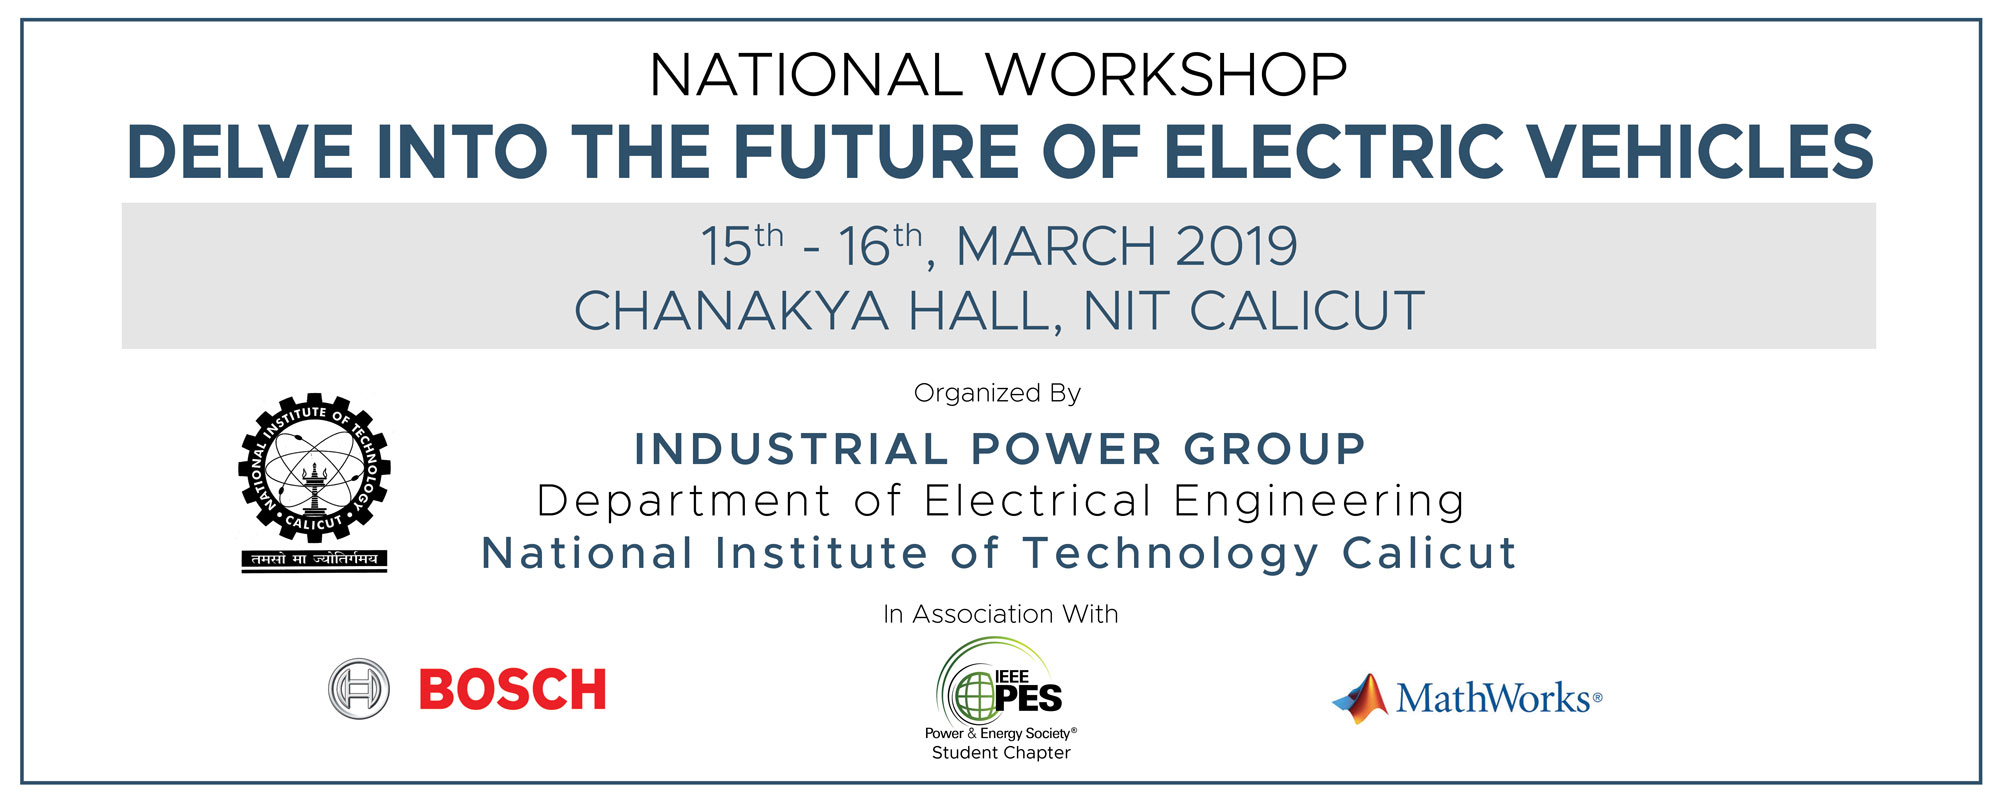 NATIONAL WORKSHOP
DELVE INTO THE FUTURE OF ELECTRIC VEHICLES
15th - 16th, MARCH 2019
CHANAKYA HALL, NIT CALICUT
Organized By
INDUSTRIAL POWER GROUP
Department of Electrical Engineering
National Institute of Technology Calicut
NATIONAL INSTITUTE OF TECHNOLOGY
• CALICUT •
तमसो मा ज्योतिर्गमय
In Association With
BOSCH
IEEE
PES
Power & Energy Society®
Student Chapter
MathWorks®